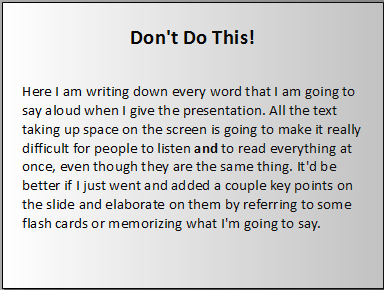 Don't Do This!
Here I am writing down every word that I am going to
say aloud when I give the presentation. All the text
taking up space on the screen is going to make it really
difficult for people to listen and to read everything at
once, even though they are the same thing. It'd be
better if I just went and added a couple key points on
the slide and elaborate on them by referring to some
flash cards or memorizing what I'm going to say.